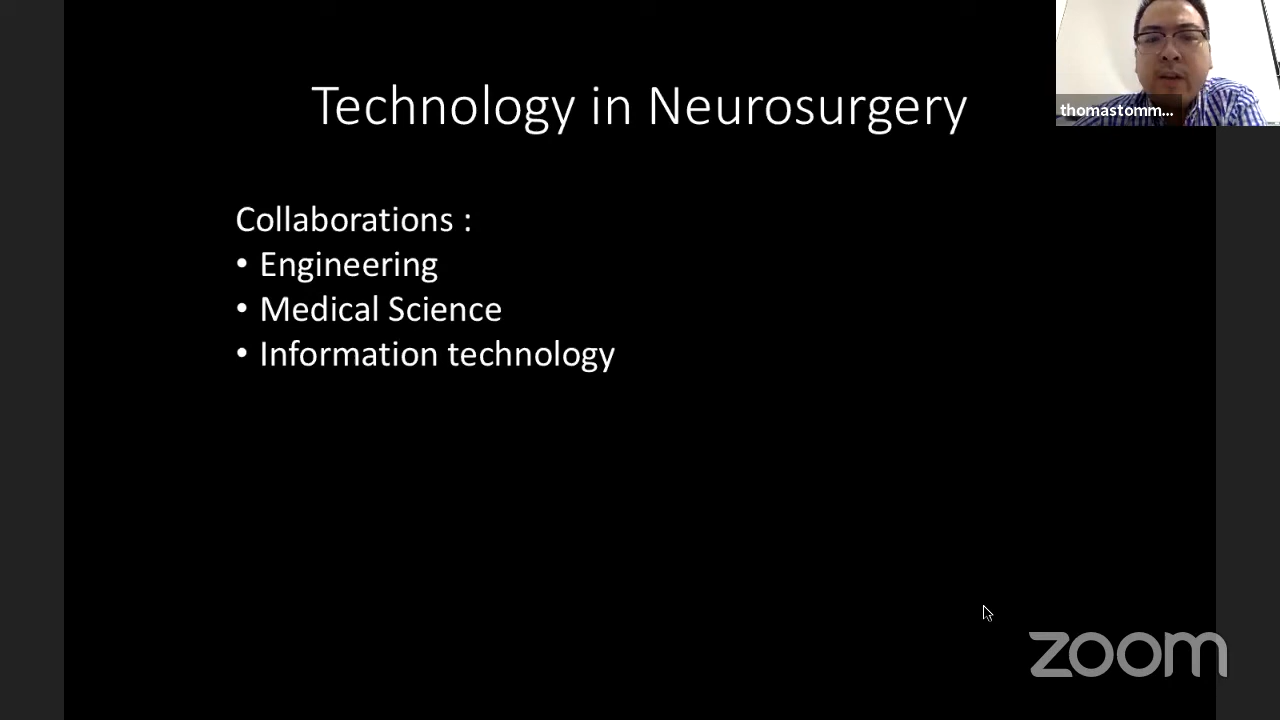 thomastomm...
Technology in Neurosurgery
Collaborations :
• Engineering
• Medical Science
• Information technology
zoom